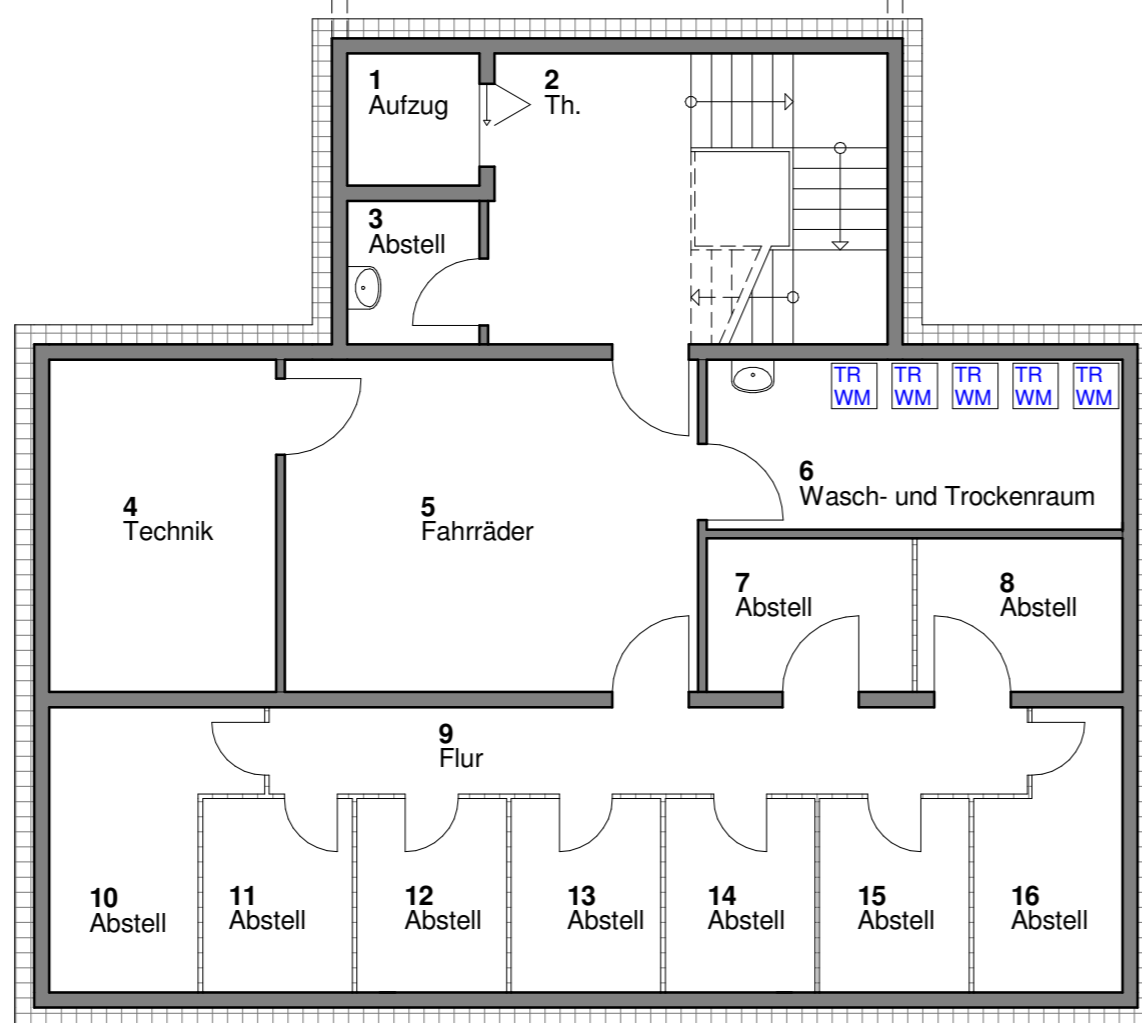 1
Aufzug
2
Th.
3
Abstell
TR TR TR TR TR
WM WM WM WM WM
4
Technik
5
Fahrräder
6
Wasch- und Trockenraum
7
Abstell
8
Abstell
9
Flur
10
Abstell
11
Abstell
12
Abstell
13
Abstell
14
Abstell
15
Abstell
16
Abstell